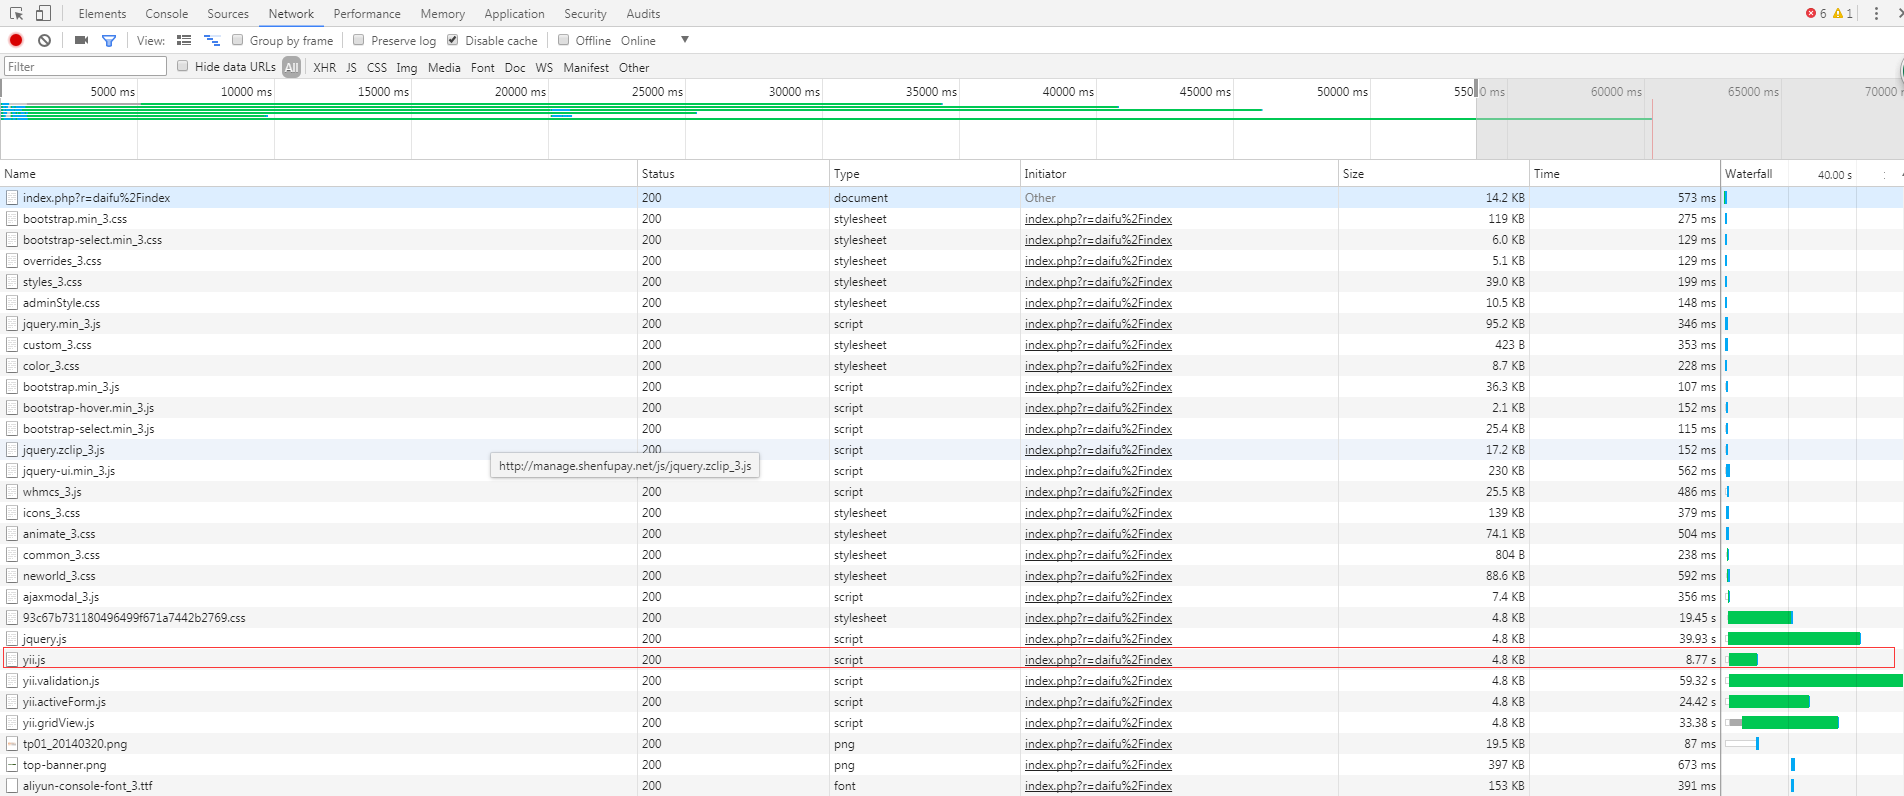 Elements Console Sources Network Performance Memory Application Security Audits 6 1
View: Group by frame Preserve log Disable cache Offline Online
Filter Hide data URLs All XHR JS CSS Img Media Font Doc WS Manifest Other
5000 ms 10000 ms 15000 ms 20000 ms 25000 ms 30000 ms 35000 ms 40000 ms 45000 ms 50000 ms 55000 ms 60000 ms 65000 ms 70000
Name Status Type Initiator Size Time Waterfall 40.00 s
index.php?r=daifu%2Findex 200 document Other 14.2 KB 573 ms
bootstrap.min_3.css 200 stylesheet index.php?r=daifu%2Findex 119 KB 275 ms
bootstrap-select.min_3.css 200 stylesheet index.php?r=daifu%2Findex 6.0 KB 129 ms
overrides_3.css 200 stylesheet index.php?r=daifu%2Findex 5.1 KB 129 ms
styles_3.css 200 stylesheet index.php?r=daifu%2Findex 39.0 KB 199 ms
adminStyle.css 200 stylesheet index.php?r=daifu%2Findex 10.5 KB 148 ms
jquery.min_3.js 200 script index.php?r=daifu%2Findex 95.2 KB 346 ms
custom_3.css 200 stylesheet index.php?r=daifu%2Findex 423 B 353 ms
color_3.css 200 stylesheet index.php?r=daifu%2Findex 8.7 KB 228 ms
bootstrap.min_3.js 200 script index.php?r=daifu%2Findex 36.3 KB 107 ms
bootstrap-hover.min_3.js 200 script index.php?r=daifu%2Findex 2.1 KB 152 ms
bootstrap-select.min_3.js 200 script index.php?r=daifu%2Findex 25.4 KB 115 ms
jquery.zclip_3.js 200 script index.php?r=daifu%2Findex 17.2 KB 152 ms
http://manage.shenfupay.net/js/jquery.zclip_3.js
jquery-ui.min_3.js script index.php?r=daifu%2Findex 230 KB 562 ms
whmcs_3.js 200 script index.php?r=daifu%2Findex 25.5 KB 486 ms
icons_3.css 200 stylesheet index.php?r=daifu%2Findex 139 KB 379 ms
animate_3.css 200 stylesheet index.php?r=daifu%2Findex 74.1 KB 504 ms
common_3.css 200 stylesheet index.php?r=daifu%2Findex 804 B 238 ms
neworld_3.css 200 stylesheet index.php?r=daifu%2Findex 88.6 KB 592 ms
ajaxmodal_3.js 200 script index.php?r=daifu%2Findex 7.4 KB 356 ms
93c67b731180496499f671a7442b2769.css 200 stylesheet index.php?r=daifu%2Findex 4.8 KB 19.45 s
jquery.js 200 script index.php?r=daifu%2Findex 4.8 KB 39.93 s
yii.js 200 script index.php?r=daifu%2Findex 4.8 KB 8.77 s
yii.validation.js 200 script index.php?r=daifu%2Findex 4.8 KB 59.32 s
yii.activeForm.js 200 script index.php?r=daifu%2Findex 4.8 KB 24.42 s
yii.gridView.js 200 script index.php?r=daifu%2Findex 4.8 KB 33.38 s
tp01_20140320.png 200 png index.php?r=daifu%2Findex 19.5 KB 87 ms
top-banner.png 200 png index.php?r=daifu%2Findex 397 KB 673 ms
aliyun-console-font_3.ttf 200 font index.php?r=daifu%2Findex 153 KB 391 ms